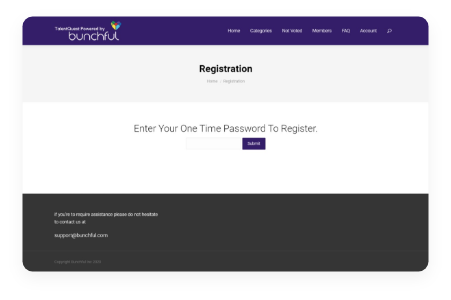 TalentQuest Powered by
bunchful
Home Categories Not Voted Members FAQ Account
Registration
Home Registration
Enter Your One Time Password To Register.
Submit
If you're to require assistance please do not hesitate
to contact us at
support@bunchful.com
Copyright